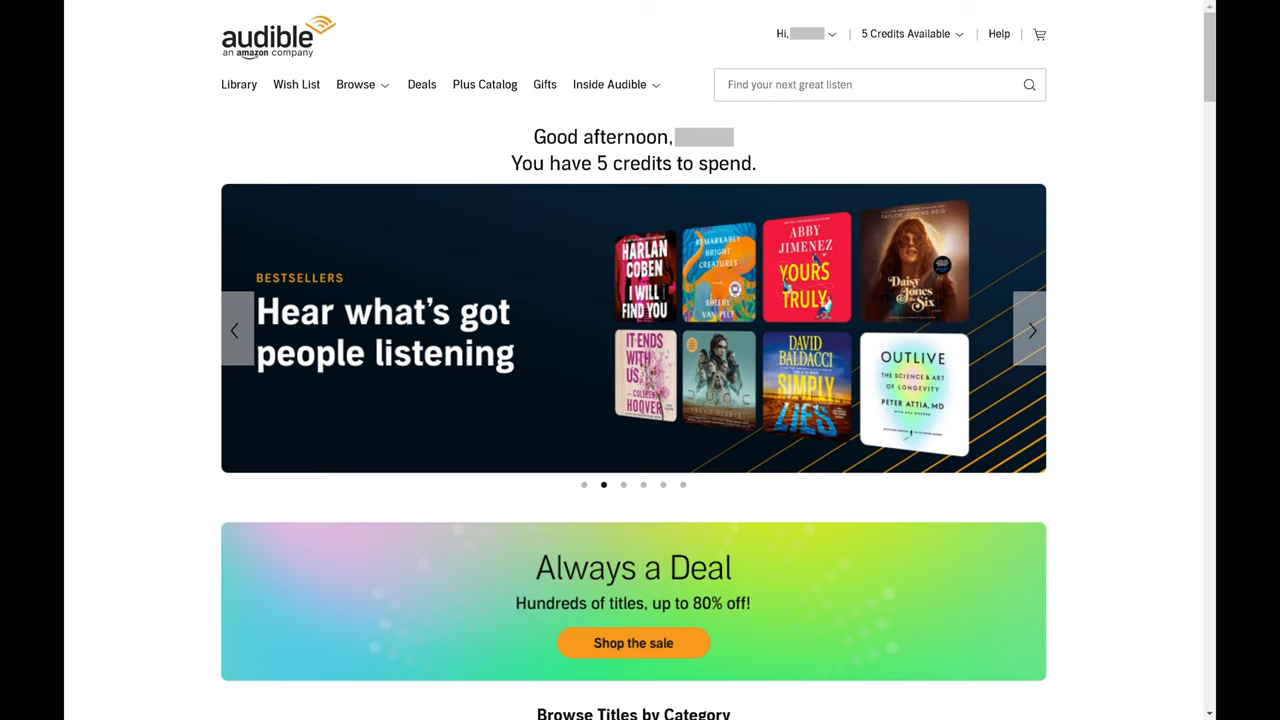 audible
an amazon company
Hi,
5 Credits Available
Help
Library
Wish List
Browse
Deals
Plus Catalog
Gifts
Inside Audible
Find your next great listen
Good afternoon,
You have 5 credits to spend.
BESTSELLERS
Hear what's got
people listening
HARLAN
COBEN
I WILL
FIND YOU
REMARKABLY
BRIGHT
CREATURES
SHELBY
VAN PELT
ABBY
JIMENEZ
YOURS
TRULY
TAYLOR JENKINS REID
Daisy
Jones
& the
Six
IT ENDS
WITH
US
COLLEEN
HOOVER
DUNE
FRANK HERBERT
DAVID
BALDACCI
SIMPLY
LIES
OUTLIVE
THE SCIENCE & ART
OF LONGEVITY
PETER ATTIA, MD
Always a Deal
Hundreds of titles, up to 80% off!
Shop the sale
Browse Titles by Category